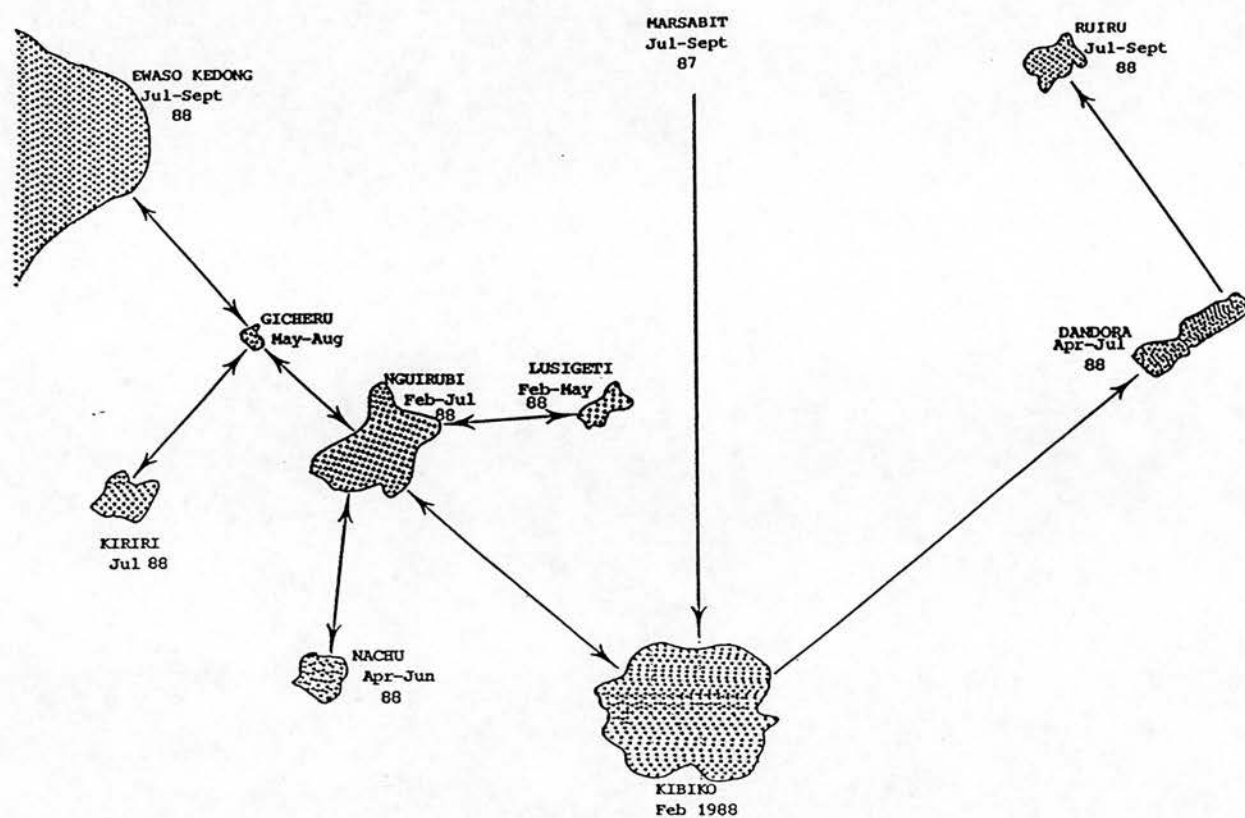 MARSABIT
Jul-Sept
87
RUIRU
Jul-Sept
88
EWASO KEDONG
Jul-Sept
88
GICHERU
May-Aug
NGUIRUBI
Feb-Jul
88
LUSIGETI
Feb-May
88
DANDORA
Apr-Jul
88
KIRIRI
Jul 88
NACHU
Apr-Jun
88
KIBIKO
Feb 1988